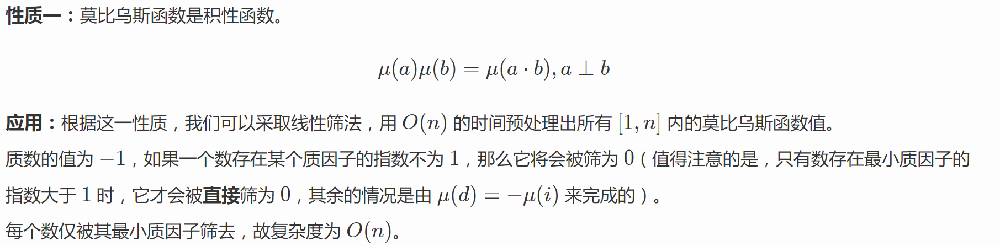 性质一：莫比乌斯函数是积性函数。
μ(a)μ(b) = μ(a · b), a ⊥ b
应用：根据这一性质，我们可以采取线性筛法，用 O(n) 的时间预处理出所有 [1, n] 内的莫比乌斯函数值。
质数的值为 −1，如果一个数存在某个质因子的指数不为 1，那么它将会被筛为 0（值得注意的是，只有数存在最小质因子的
指数大于 1 时，它才会被直接筛为 0，其余的情况是由 μ(d) = −μ(i) 来完成的）。
每个数仅被其最小质因子筛去，故复杂度为 O(n)。